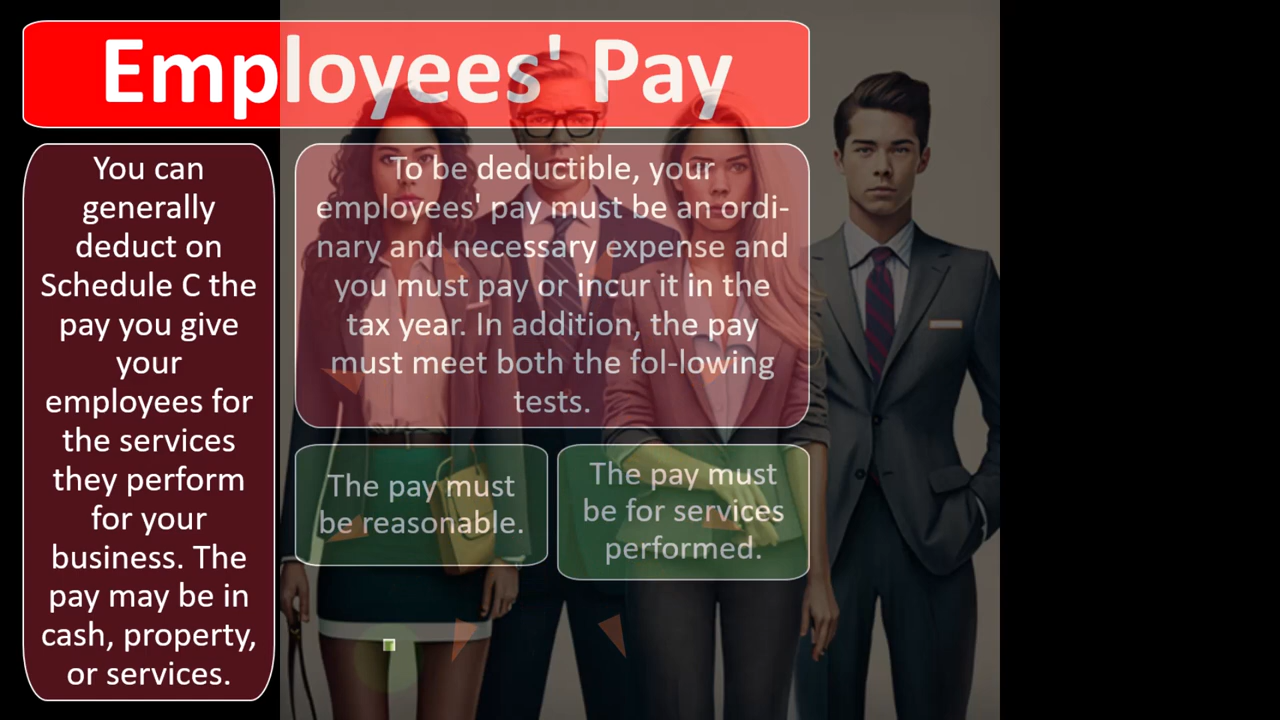 Employees' Pay
You can
generally
deduct on
Schedule C the
pay you give
your
employees for
the services
they perform
for your
business. The
pay may be in
cash, property,
or services.
To be deductible, your
employees' pay must be an ordi-
nary and necessary expense and
you must pay or incur it in the
tax year. In addition, the pay
must meet both the fol-lowing
tests.
The pay must
be reasonable.
The pay must
be for services
performed.